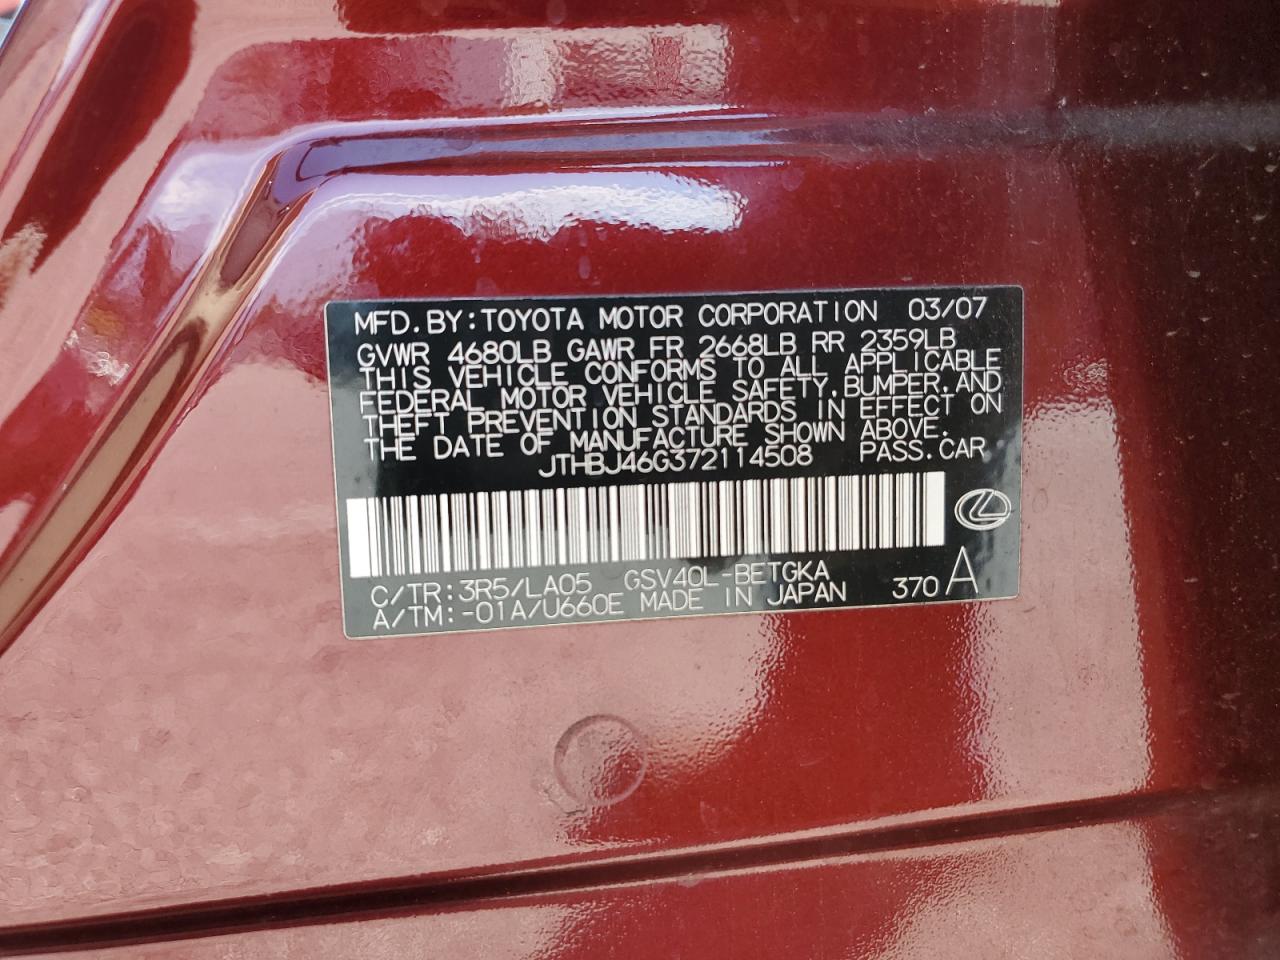 MFD.BY:TOYOTA MOTOR CORPORATION 03/07
GVWR 4680LB GAWR FR 2668LB RR 2359LB
THIS VEHICLE CONFORMS TO ALL APPLICABLE
FEDERAL MOTOR VEHICLE SAFETY,BUMPER,AND
THEFT PREVENTION STANDARDS IN EFFECT ON
THE DATE OF MANUFACTURE SHOWN ABOVE.
JTHBJ46G372114508 PASS.CAR
C/TR:3R5/LA05 GSV40L-BETGKA
A/TM:-01A/U660E MADE IN JAPAN 370 A